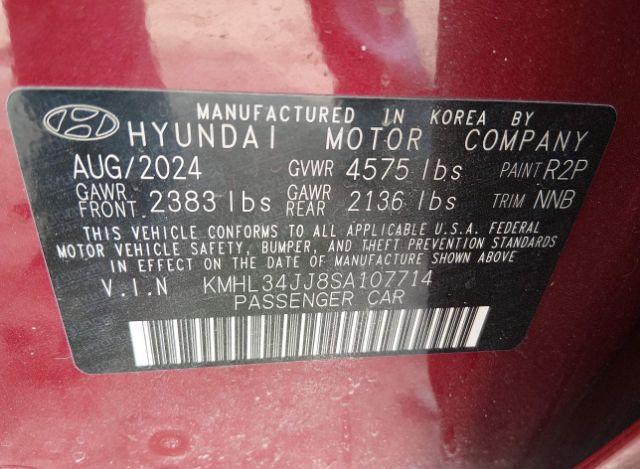 MANUFACTURED IN KOREA BY
HYUNDAI MOTOR COMPANY
AUG/2024 GVWR 4575 lbs PAINT R2P
GAWR FRONT 2383 lbs GAWR REAR 2136 lbs TRIM NNB
THIS VEHICLE CONFORMS TO ALL APPLICABLE U.S.A. FEDERAL
MOTOR VEHICLE SAFETY, BUMPER, AND THEFT PREVENTION STANDARDS
IN EFFECT ON THE DATE OF MANUFACTURE SHOWN ABOVE
V.I.N KMHL34JJ8SA107714
PASSENGER CAR